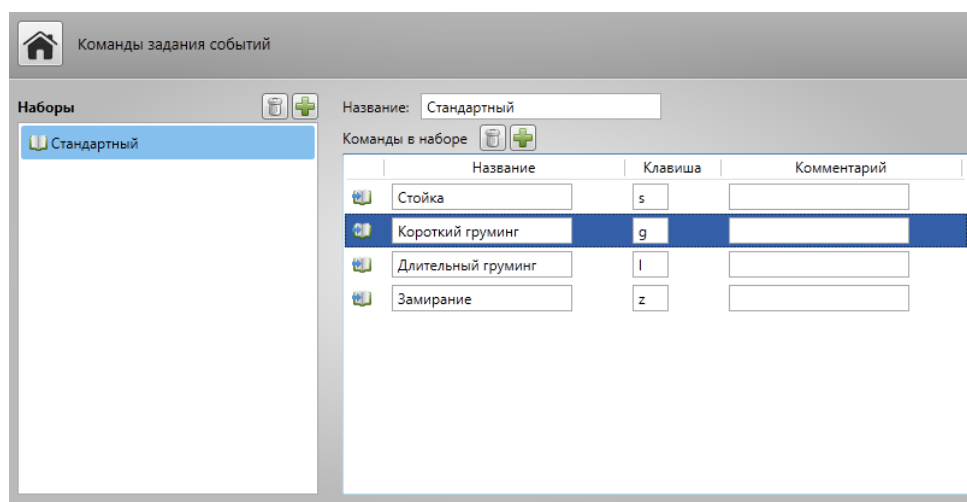 Команды задания событий
Наборы
Название: Стандартный
Стандартный
Команды в наборе
Название Клавиша Комментарий
Стойка s
Короткий груминг g
Длительный груминг l
Замирание z